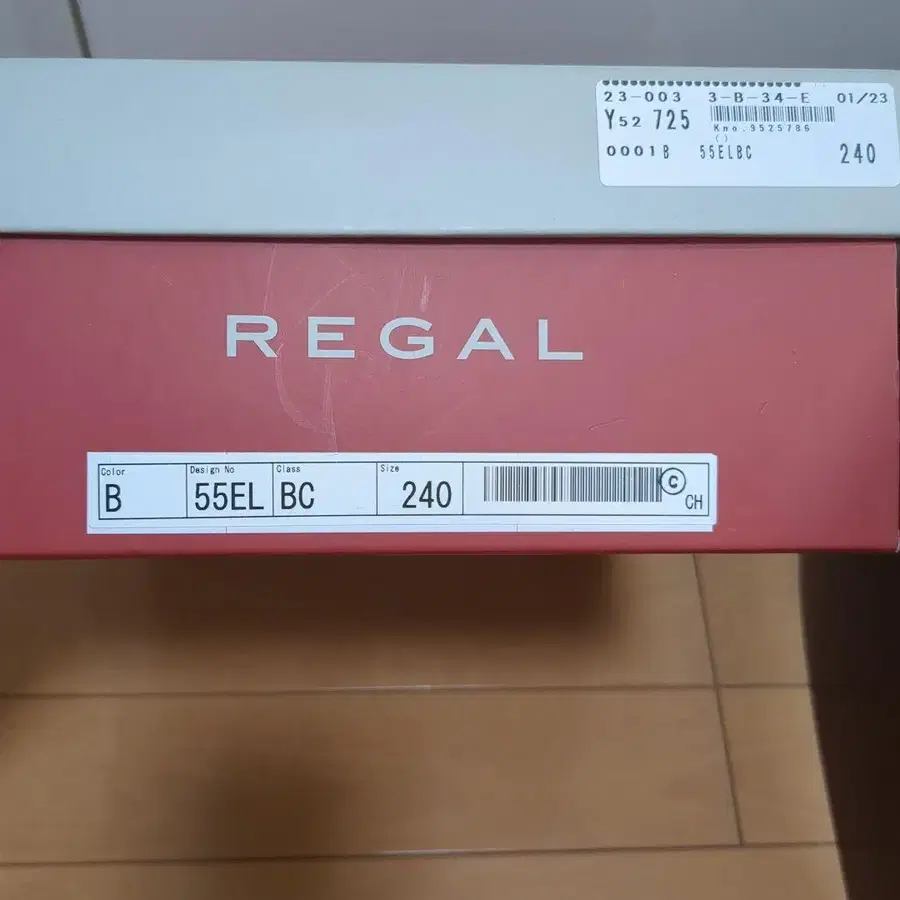 23-003 3-B-34-E 01/23
Y52 725
Kno.9525786
()
0001B 55ELBC 240
REGAL
Color Design No Class Size
B 55EL BC 240 C CH